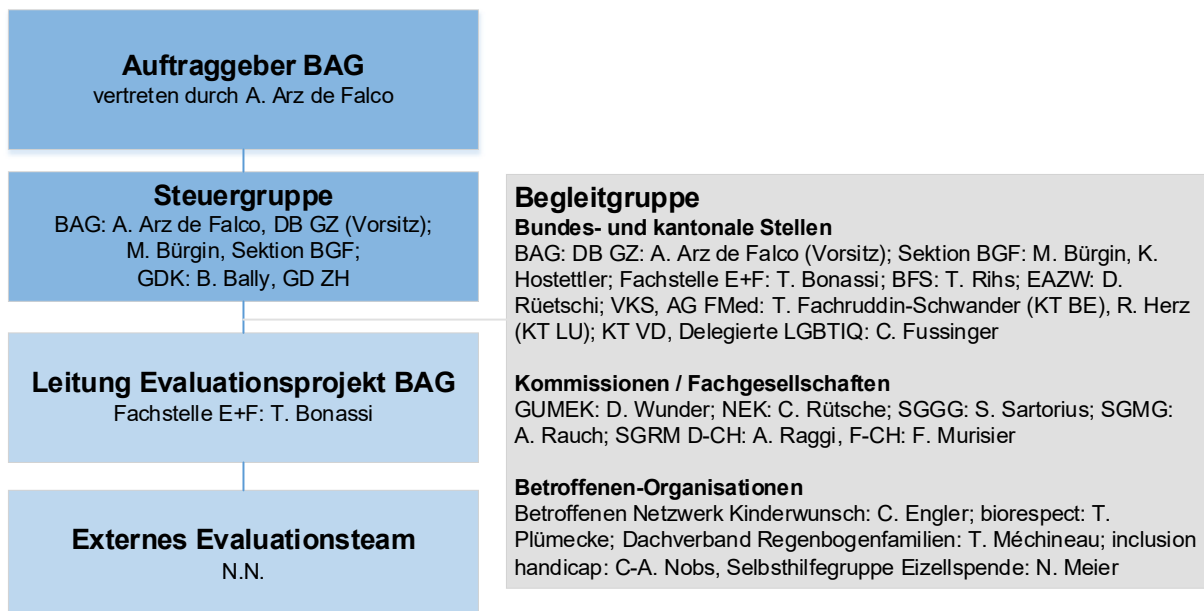 Auftraggeber BAG
vertreten durch A. Arz de Falco
Steuergruppe
BAG: A. Arz de Falco, DB GZ (Vorsitz);
M. Bürgin, Sektion BGF;
GDK: B. Bally, GD ZH
Leitung Evaluationsprojekt BAG
Fachstelle E+F: T. Bonassi
Externes Evaluationsteam
N.N.
Begleitgruppe
Bundes- und kantonale Stellen
BAG: DB GZ: A. Arz de Falco (Vorsitz); Sektion BGF: M. Bürgin, K.
Hostettler; Fachstelle E+F: T. Bonassi; BFS: T. Rihs; EAZW: D.
Rüetschi; VKS, AG FMed: T. Fachruddin-Schwander (KT BE), R. Herz
(KT LU); KT VD, Delegierte LGBTIQ: C. Fussinger
Kommissionen / Fachgesellschaften
GUMEK: D. Wunder; NEK: C. Rütsche; SGGG: S. Sartorius; SGMG:
A. Rauch; SGRM D-CH: A. Raggi, F-CH: F. Murisier
Betroffenen-Organisationen
Betroffenen Netzwerk Kinderwunsch: C. Engler; biorespect: T.
Plümecke; Dachverband Regenbogenfamilien: T. Méchineau; inclusion
handicap: C-A. Nobs, Selbsthilfegruppe Eizellspende: N. Meier